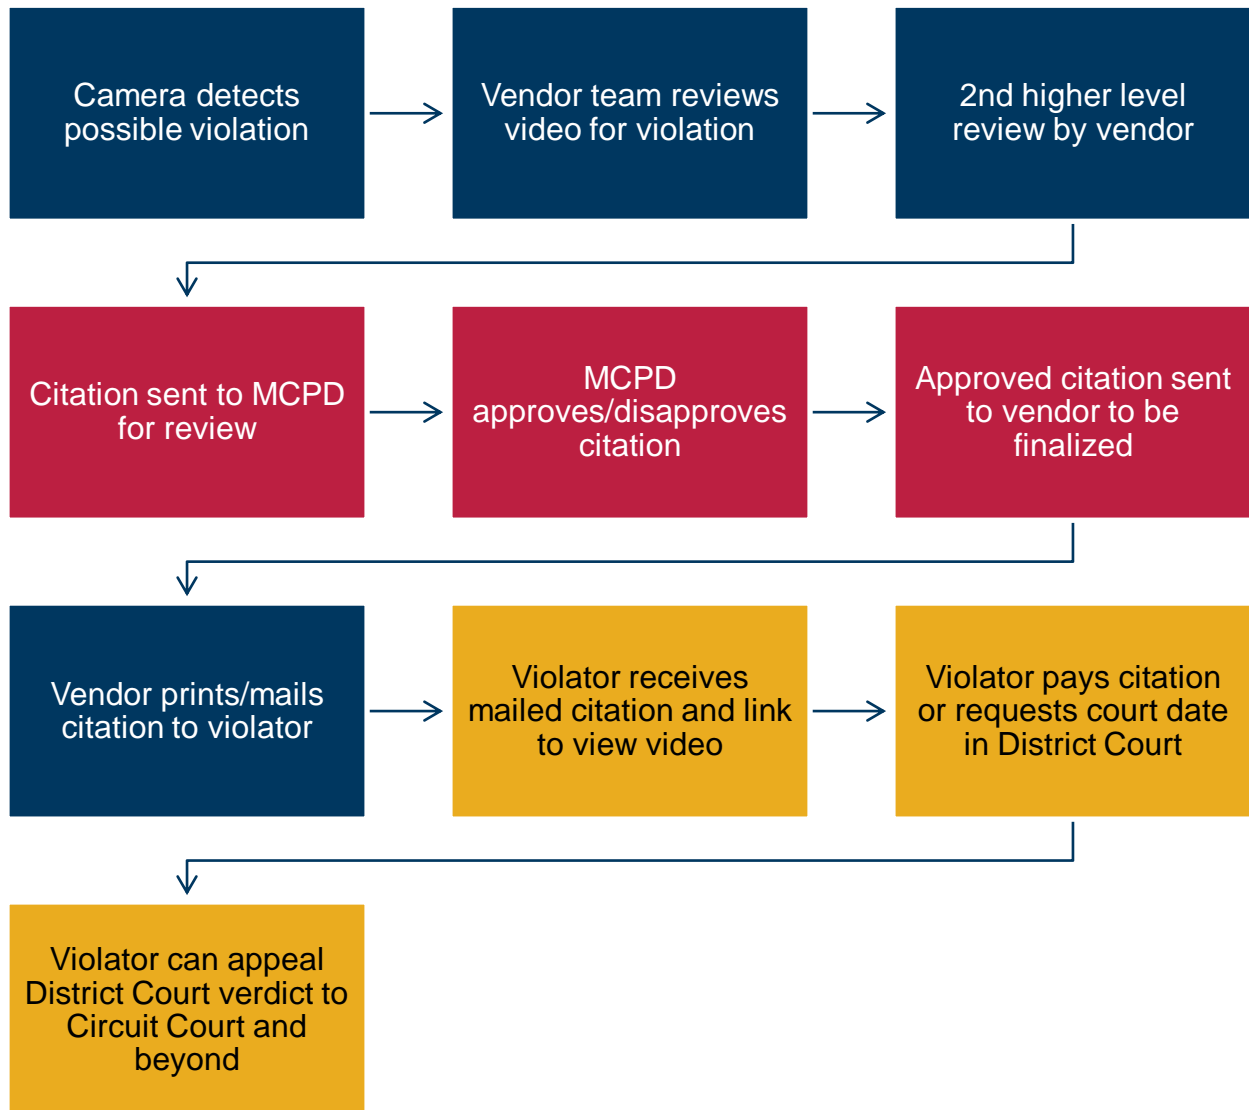 Camera detects
possible violation
Vendor team reviews
video for violation
2nd higher level
review by vendor
Citation sent to MCPD
for review
MCPD
approves/disapproves
citation
Approved citation sent
to vendor to be
finalized
Vendor prints/mails
citation to violator
Violator receives
mailed citation and link
to view video
Violator pays citation
or requests court date
in District Court
Violator can appeal
District Court verdict to
Circuit Court and
beyond